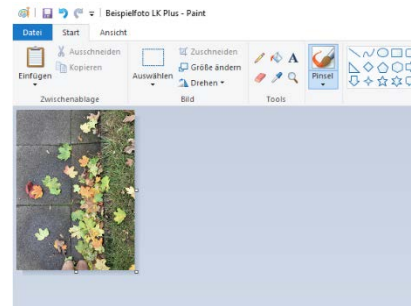 Beispielfoto LK Plus - Paint
Datei Start Ansicht
Einfügen
Ausschneiden
Kopieren
Zwischenablage
Auswählen
Zuschneiden
Größe ändern
Drehen
Bild
A
Tools
Pinsel